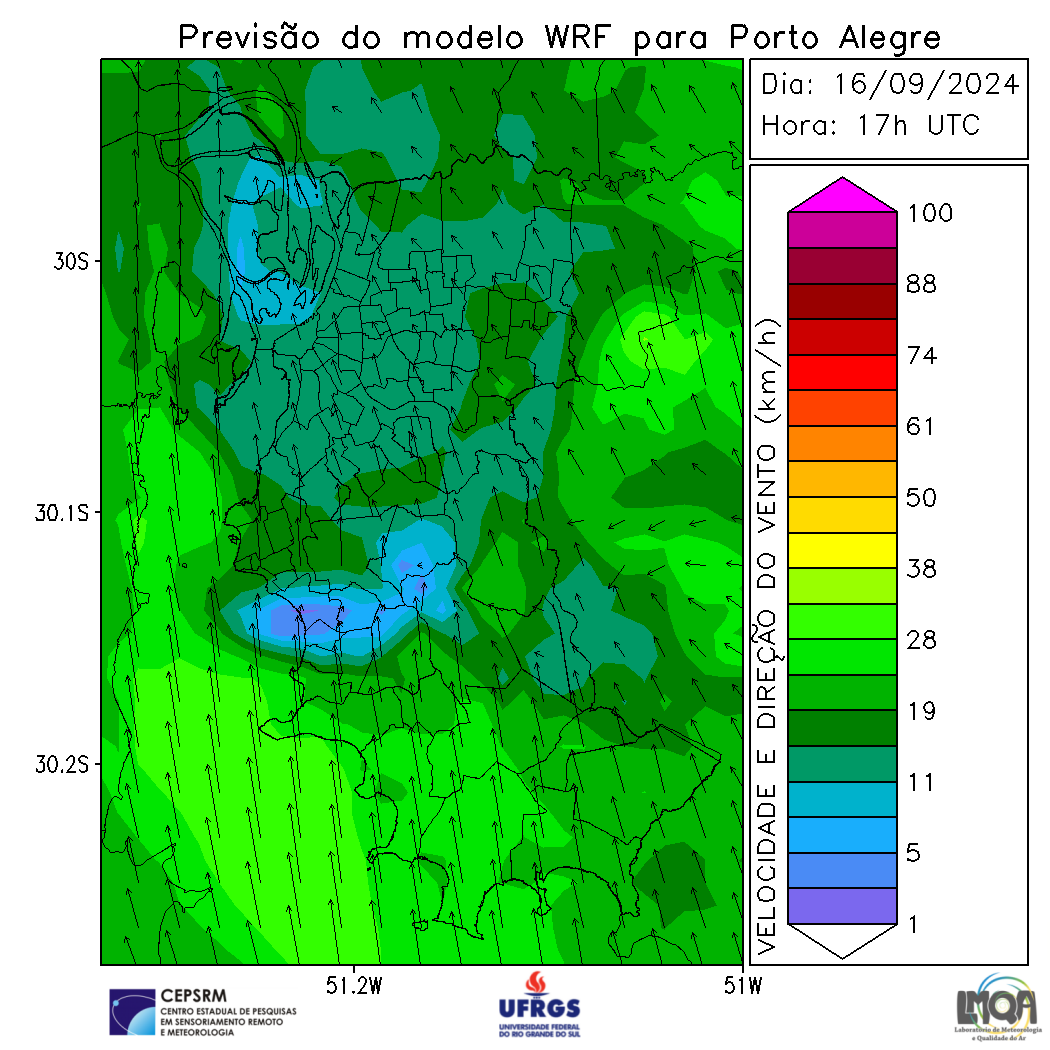 Previsão do modelo WRF para Porto Alegre
Dia: 16/09/2024
Hora: 17h UTC
30S
30.1S
30.2S
51.2W
51W
VELOCIDADE E DIREÇÃO DO VENTO (km/h)
100
88
74
61
50
38
28
19
11
5
1
CEPSRM
CENTRO ESTADUAL DE PESQUISAS
EM SENSORIAMENTO REMOTO
E METEOROLOGIA
UFRGS
UNIVERSIDADE FEDERAL
DO RIO GRANDE DO SUL
LMQA
Laboratório de Meteorologia
e Qualidade do Ar